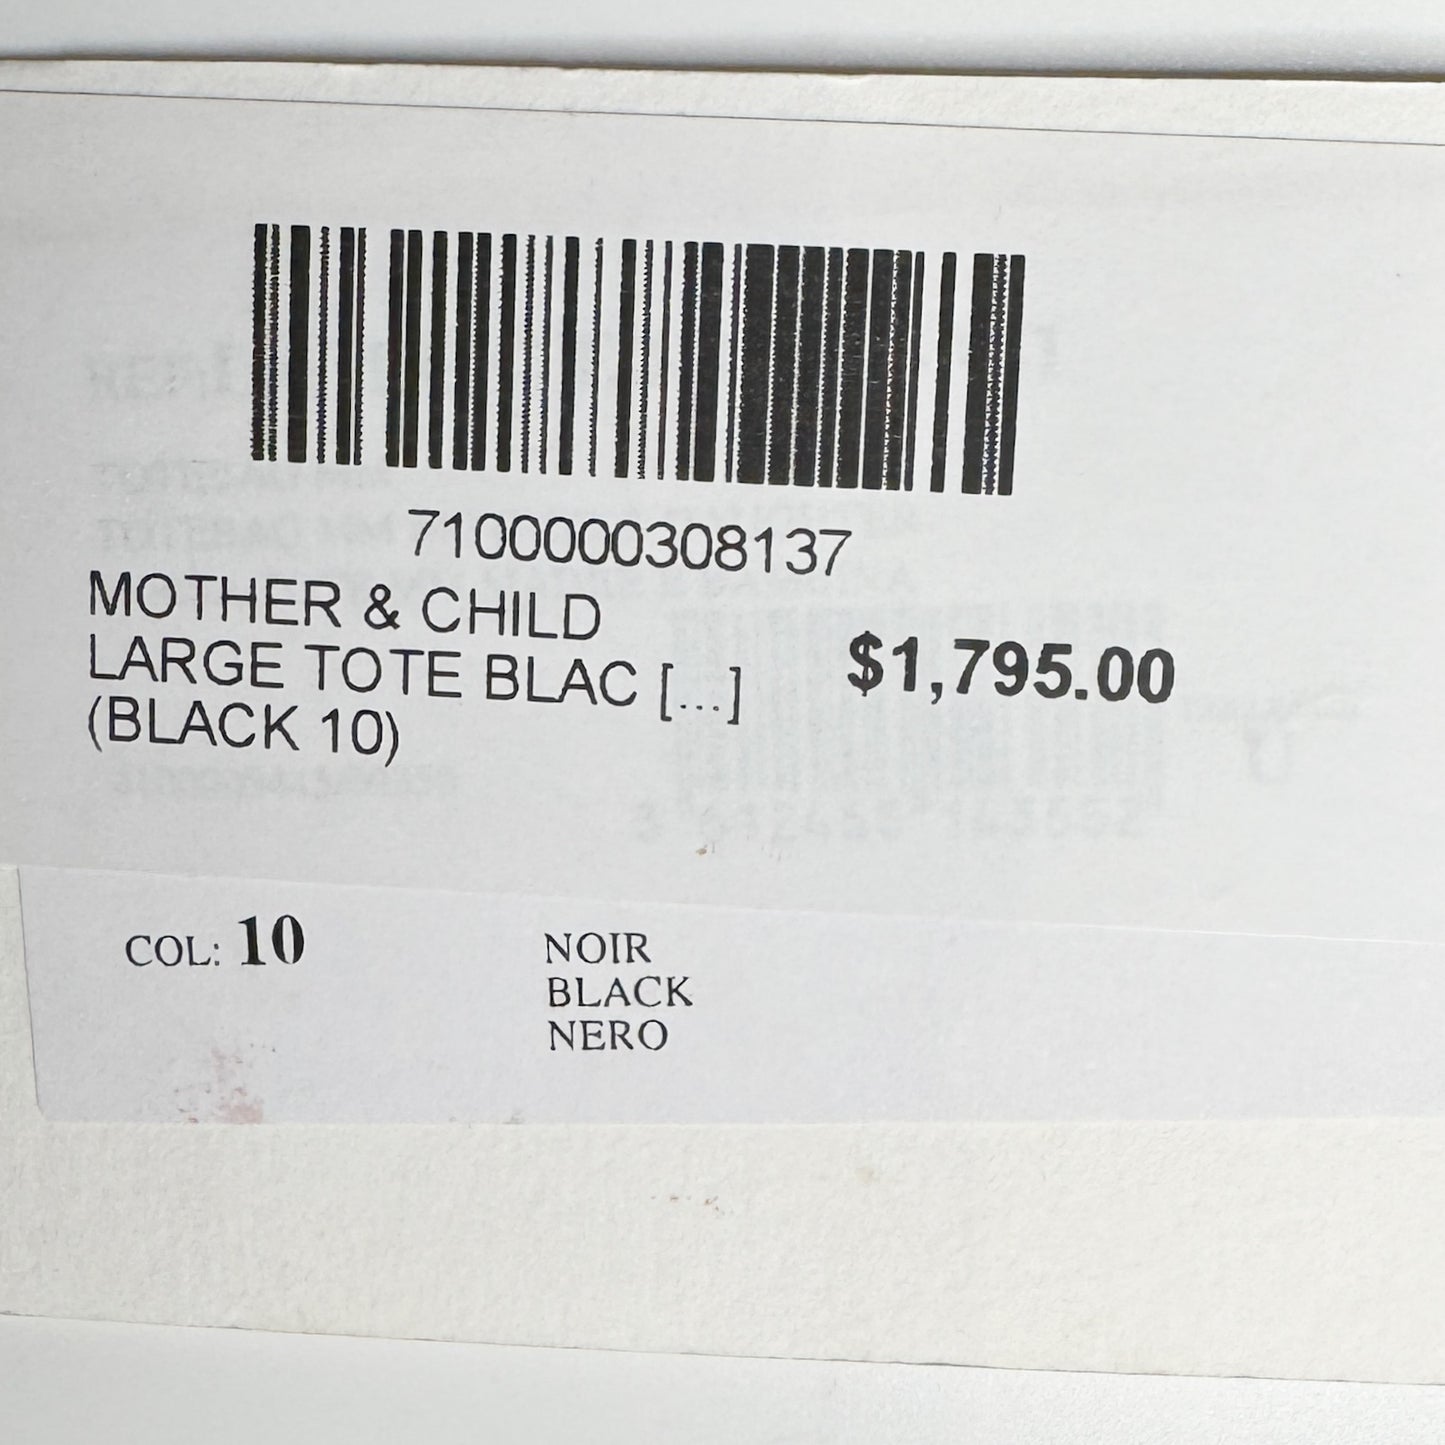 7100000308137
MOTHER & CHILD
LARGE TOTE BLAC [...]
(BLACK 10)
$1,795.00
COL: 10
NOIR
BLACK
NERO